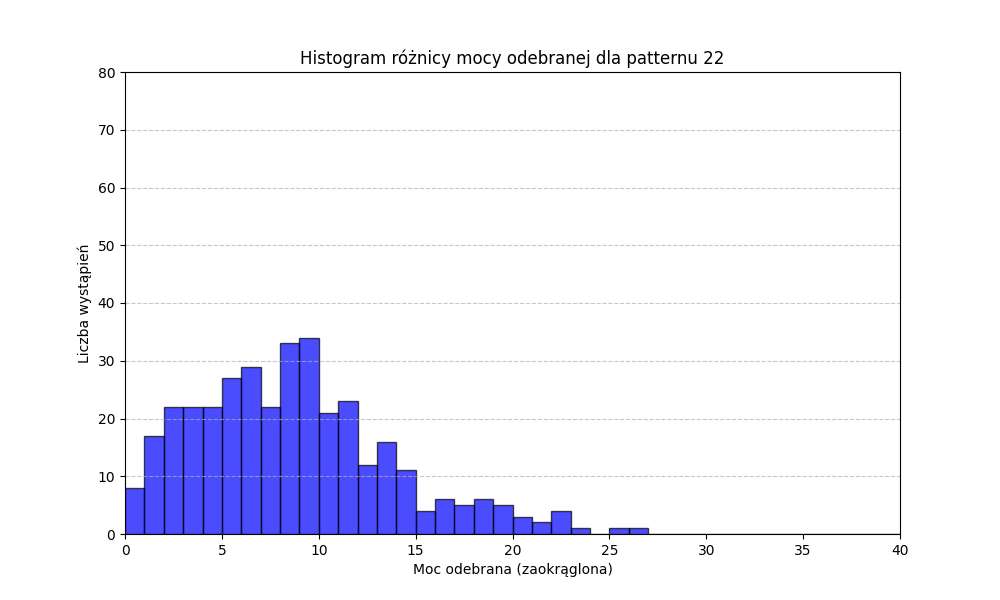 Histogram różnicy mocy odebranej dla patternu 22
80
70
60
50
40
30
20
10
0
Liczba wystąpień
0 5 10 15 20 25 30 35 40
Moc odebrana (zaokrąglona)